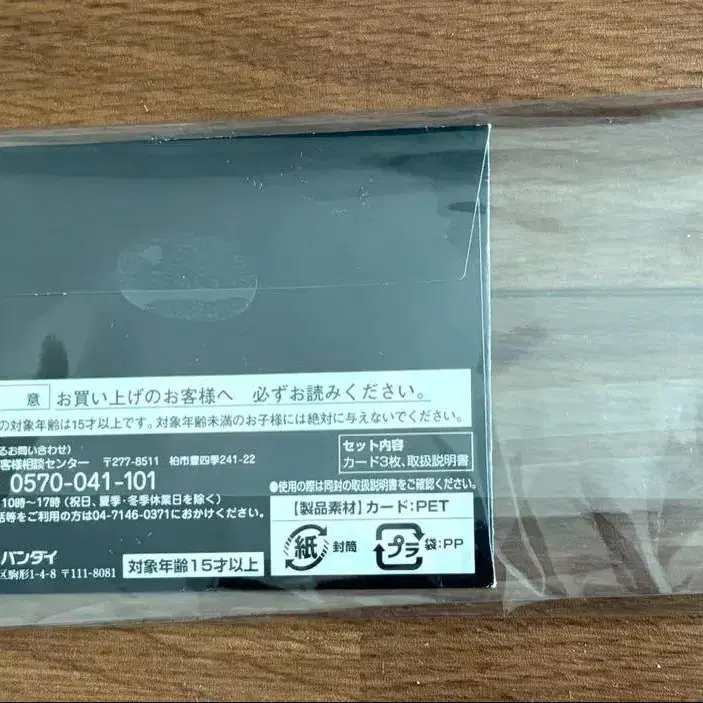 意 お買い上げのお客様へ 必ずお読みください。
の対象年齢は15才以上です。対象年齢未満のお子様には絶対に与えないでください。
るお問い合わせ)
客様相談センター 〒277-8511 柏市豊四季241-22
0570-041-101
10時～17時(祝日、夏季・冬季休業日を除く)
話等をご利用の方は04-7146-0371におかけください。
バンダイ
区駒形1-4-8 〒111-8081
対象年齢15才以上
セット内容
カード3枚、取扱説明書
●使用の際は同封の取扱説明書をご確認ください。
【製品素材】カード:PET
紙 封筒 プラ 袋:PP